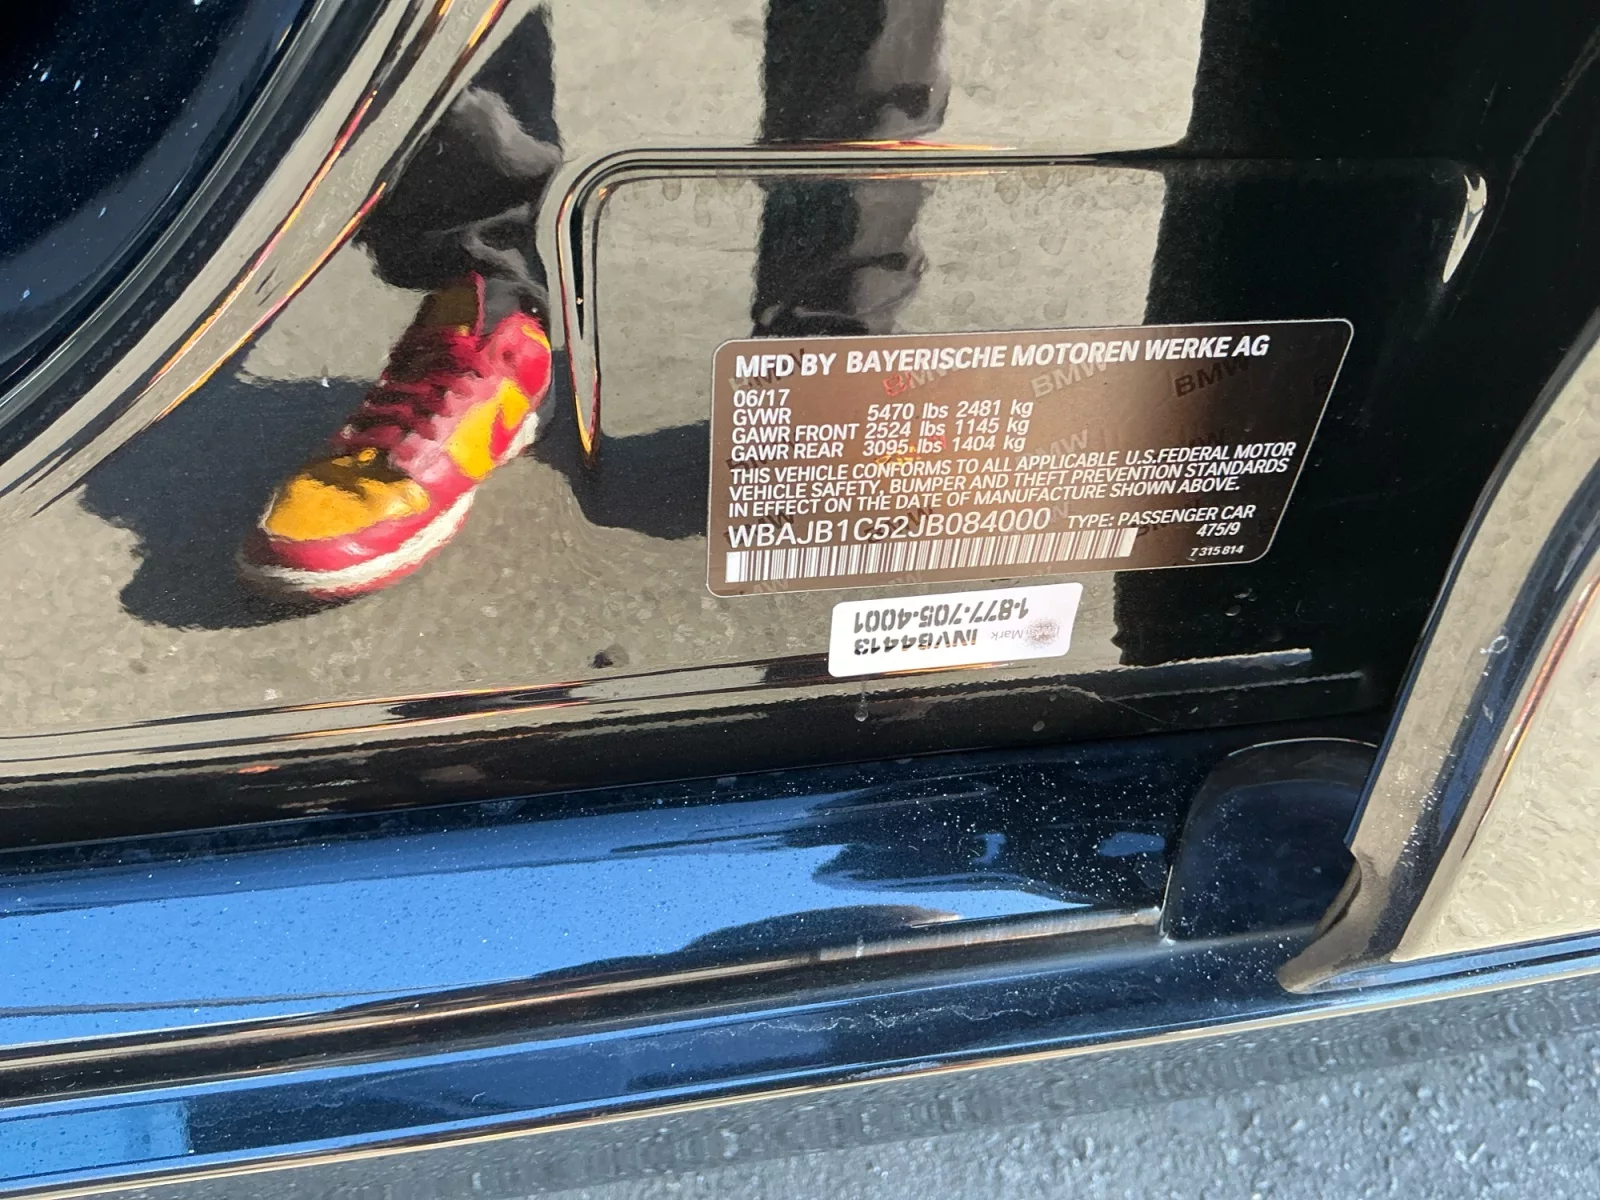 MFD BY BAYERISCHE MOTOREN WERKE AG
06/17
GVWR 5470 lbs 2481 kg
GAWR FRONT 2524 lbs 1145 kg
GAWR REAR 3095 lbs 1404 kg
THIS VEHICLE CONFORMS TO ALL APPLICABLE U.S.FEDERAL MOTOR
VEHICLE SAFETY, BUMPER AND THEFT PREVENTION STANDARDS
IN EFFECT ON THE DATE OF MANUFACTURE SHOWN ABOVE.
WBAJB1C52JB084000 TYPE: PASSENGER CAR
475/9
7 315 814
1-877-705-4001